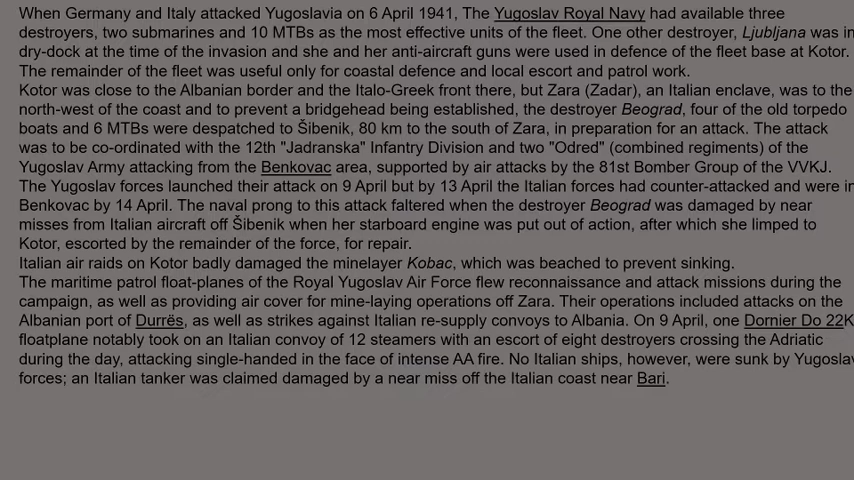 When Germany and Italy attacked Yugoslavia on 6 April 1941, The Yugoslav Royal Navy had available three
destroyers, two submarines and 10 MTBs as the most effective units of the fleet. One other destroyer, Ljubljana was in
dry-dock at the time of the invasion and she and her anti-aircraft guns were used in defence of the fleet base at Kotor.
The remainder of the fleet was useful only for coastal defence and local escort and patrol work.
Kotor was close to the Albanian border and the Italo-Greek front there, but Zara (Zadar), an Italian enclave, was to the
north-west of the coast and to prevent a bridgehead being established, the destroyer Beograd, four of the old torpedo
boats and 6 MTBs were despatched to Šibenik, 80 km to the south of Zara, in preparation for an attack. The attack
was to be co-ordinated with the 12th "Jadranska" Infantry Division and two "Odred" (combined regiments) of the
Yugoslav Army attacking from the Benkovac area, supported by air attacks by the 81st Bomber Group of the VVKJ.
The Yugoslav forces launched their attack on 9 April but by 13 April the Italian forces had counter-attacked and were in
Benkovac by 14 April. The naval prong to this attack faltered when the destroyer Beograd was damaged by near
misses from Italian aircraft off Šibenik when her starboard engine was put out of action, after which she limped to
Kotor, escorted by the remainder of the force, for repair.
Italian air raids on Kotor badly damaged the minelayer Kobac, which was beached to prevent sinking.
The maritime patrol float-planes of the Royal Yugoslav Air Force flew reconnaissance and attack missions during the
campaign, as well as providing air cover for mine-laying operations off Zara. Their operations included attacks on the
Albanian port of Durrës, as well as strikes against Italian re-supply convoys to Albania. On 9 April, one Dornier Do 22K
floatplane notably took on an Italian convoy of 12 steamers with an escort of eight destroyers crossing the Adriatic
during the day, attacking single-handed in the face of intense AA fire. No Italian ships, however, were sunk by Yugoslav
forces; an Italian tanker was claimed damaged by a near miss off the Italian coast near Bari.